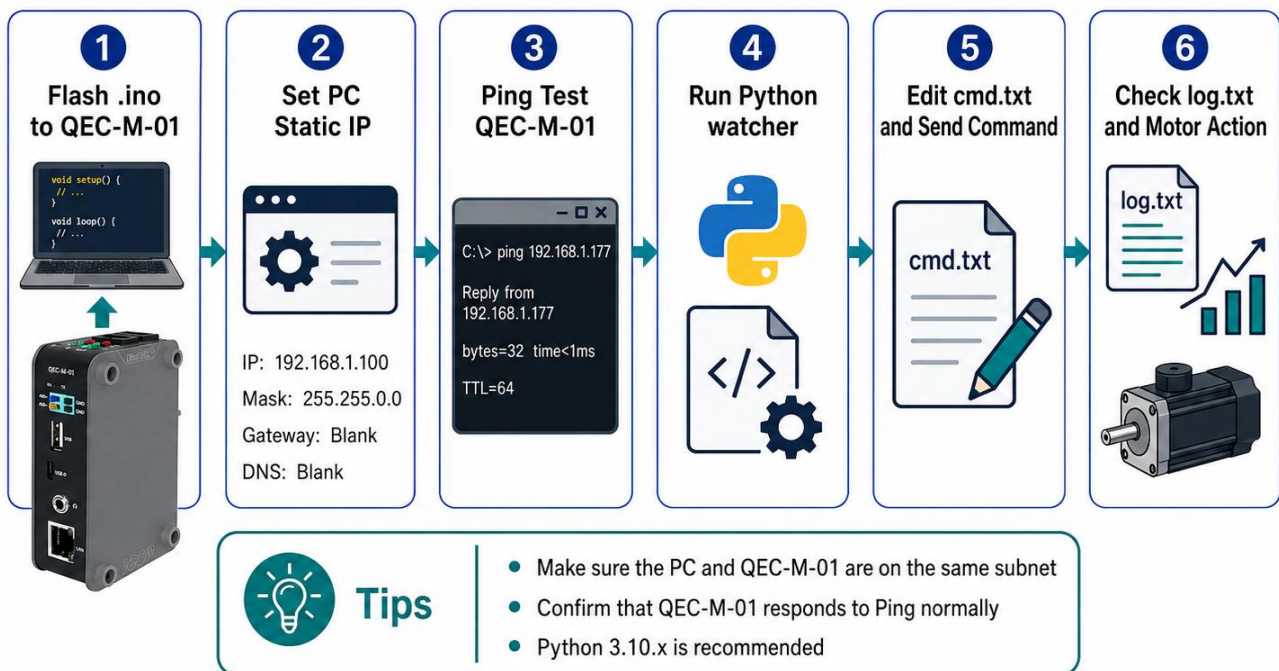 1
Flash .ino
to QEC-M-01
void setup() {
// ...
}
void loop() {
// ...
}
QEC-M-01
2
Set PC
Static IP
IP: 192.168.1.100
Mask: 255.255.0.0
Gateway: Blank
DNS: Blank
3
Ping Test
QEC-M-01
C:\> ping 192.168.1.177
Reply from
192.168.1.177
bytes=32 time<1ms
TTL=64
4
Run Python
watcher
</>
5
Edit cmd.txt
and Send Command
cmd.txt
6
Check log.txt
and Motor Action
log.txt
Tips
Make sure the PC and QEC-M-01 are on the same subnet
Confirm that QEC-M-01 responds to Ping normally
Python 3.10.x is recommended